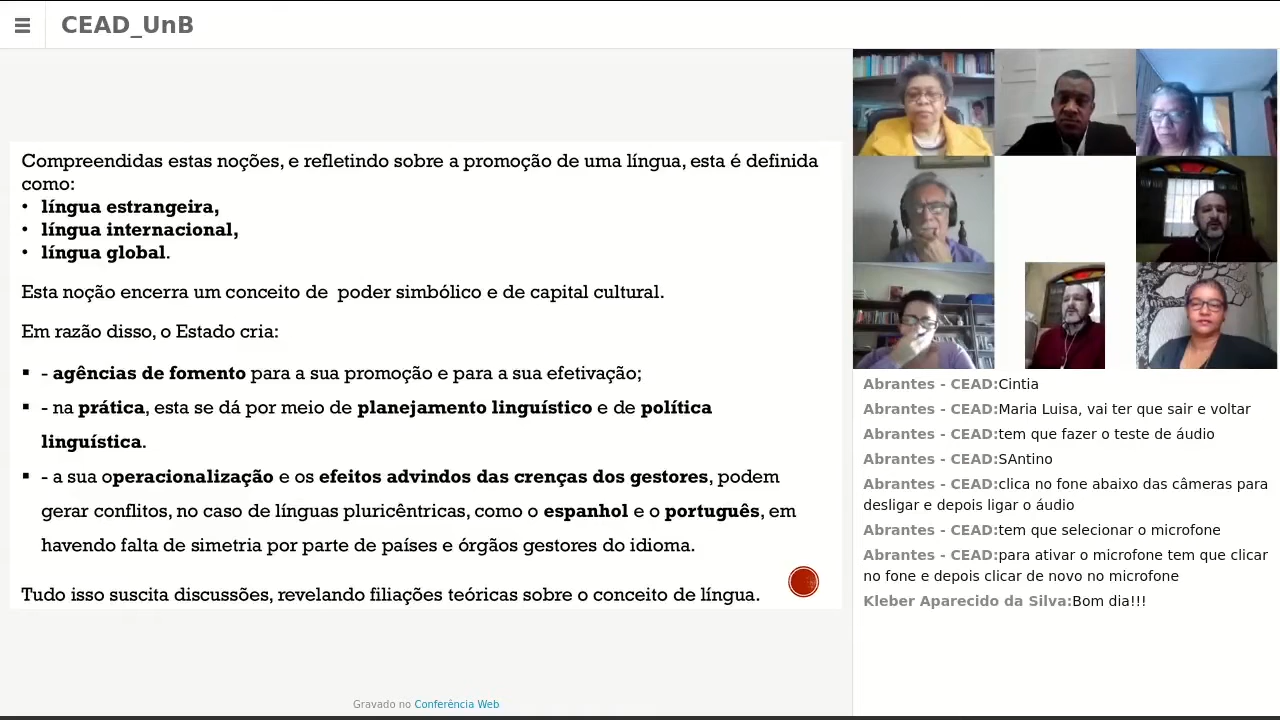 CEAD_UnB
Compreendidas estas noções, e refletindo sobre a promoção de uma língua, esta é definida
como:
• língua estrangeira,
• língua internacional,
• língua global.
Esta noção encerra um conceito de poder simbólico e de capital cultural.
Em razão disso, o Estado cria:
▪ - agências de fomento para a sua promoção e para a sua efetivação;
▪ - na prática, esta se dá por meio de planejamento linguístico e de política
linguística.
▪ - a sua operacionalização e os efeitos advindos das crenças dos gestores, podem
gerar conflitos, no caso de línguas pluricêntricas, como o espanhol e o português, em
havendo falta de simetria por parte de países e órgãos gestores do idioma.
Tudo isso suscita discussões, revelando filiações teóricas sobre o conceito de língua.
Gravado no Conferência Web
Abrantes - CEAD:Cintia
Abrantes - CEAD:Maria Luisa, vai ter que sair e voltar
Abrantes - CEAD:tem que fazer o teste de áudio
Abrantes - CEAD:SAntino
Abrantes - CEAD:clica no fone abaixo das câmeras para
desligar e depois ligar o áudio
Abrantes - CEAD:tem que selecionar o microfone
Abrantes - CEAD:para ativar o microfone tem que clicar
no fone e depois clicar de novo no microfone
Kleber Aparecido da Silva:Bom dia!!!